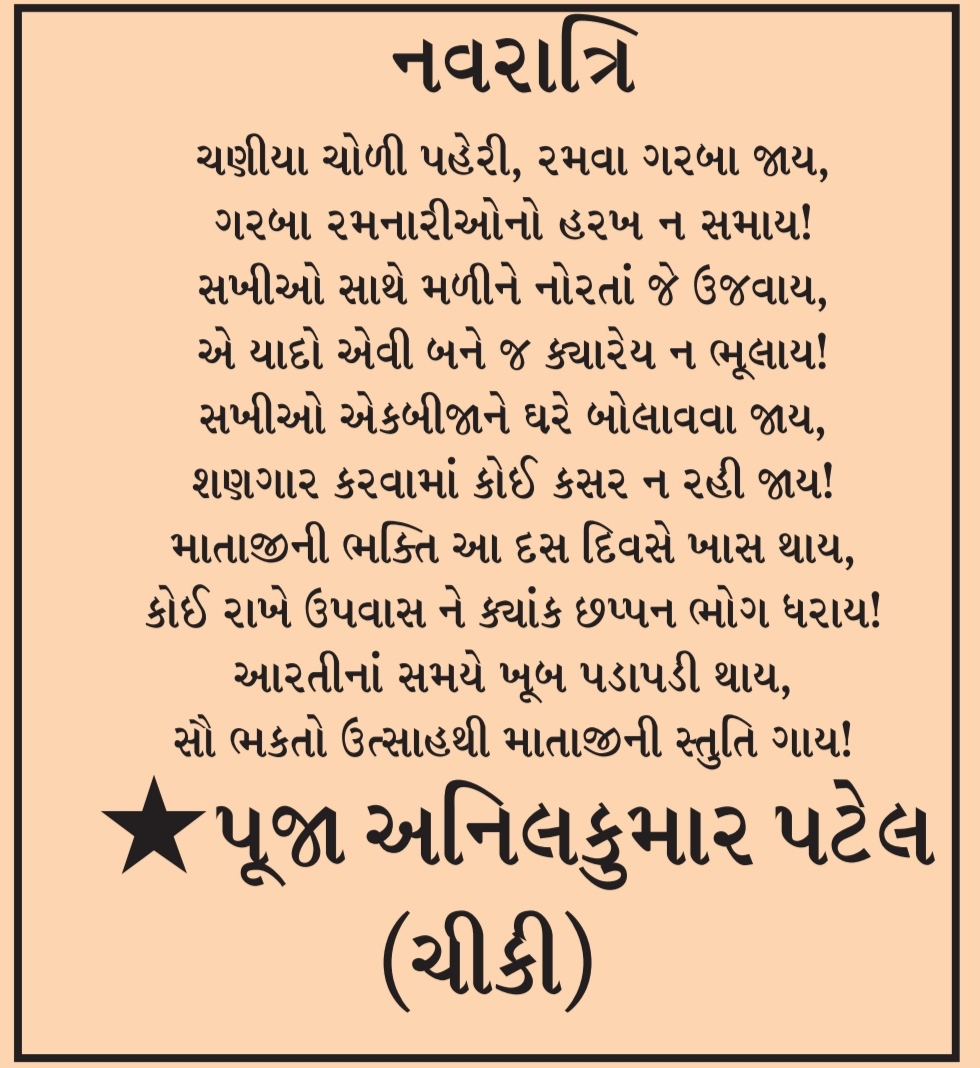 નવરાત્રિ
ચણીયા ચોળી પહેરી, રમવા ગરબા જાય,
ગરબા રમનારીઓનો હરખ ન સમાય!
સખીઓ સાથે મળીને નોરતાં જે ઉજવાય,
એ યાદો એવી બને જ ક્યારેય ન ભૂલાય!
સખીઓ એકબીજાને ઘરે બોલાવવા જાય,
શણગાર કરવામાં કોઈ કસર ન રહી જાય!
માતાજીની ભક્તિ આ દસ દિવસે ખાસ થાય,
કોઈ રાખે ઉપવાસ ને ક્યાંક છપ્પન ભોગ ધરાય!
આરતીનાં સમયે ખૂબ પડાપડી થાય,
સૌ ભકતો ઉત્સાહથી માતાજીની સ્તુતિ ગાય!
★પૂજા અનિલકુમાર પટેલ
(ચીકી)